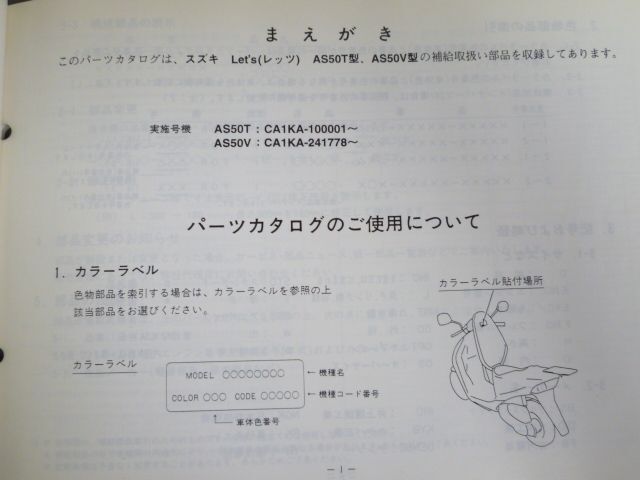 まえがき
このパーツカタログは、スズキ Let's(レッツ) AS50T型、AS50V型の補給取扱い部品を収録してあります。
実施号機 AS50T：CA1KA-100001～
AS50V：CA1KA-241778～
パーツカタログのご使用について
1. カラーラベル
色物部品を索引する場合は、カラーラベルを参照の上
該当部品をお選びください。
カラーラベル貼付場所
カラーラベル
MODEL ○○○○○○○○ ←機種名
COLOR ○○○ CODE ○○○○○ ←機種コード番号
車体色番号
－1－